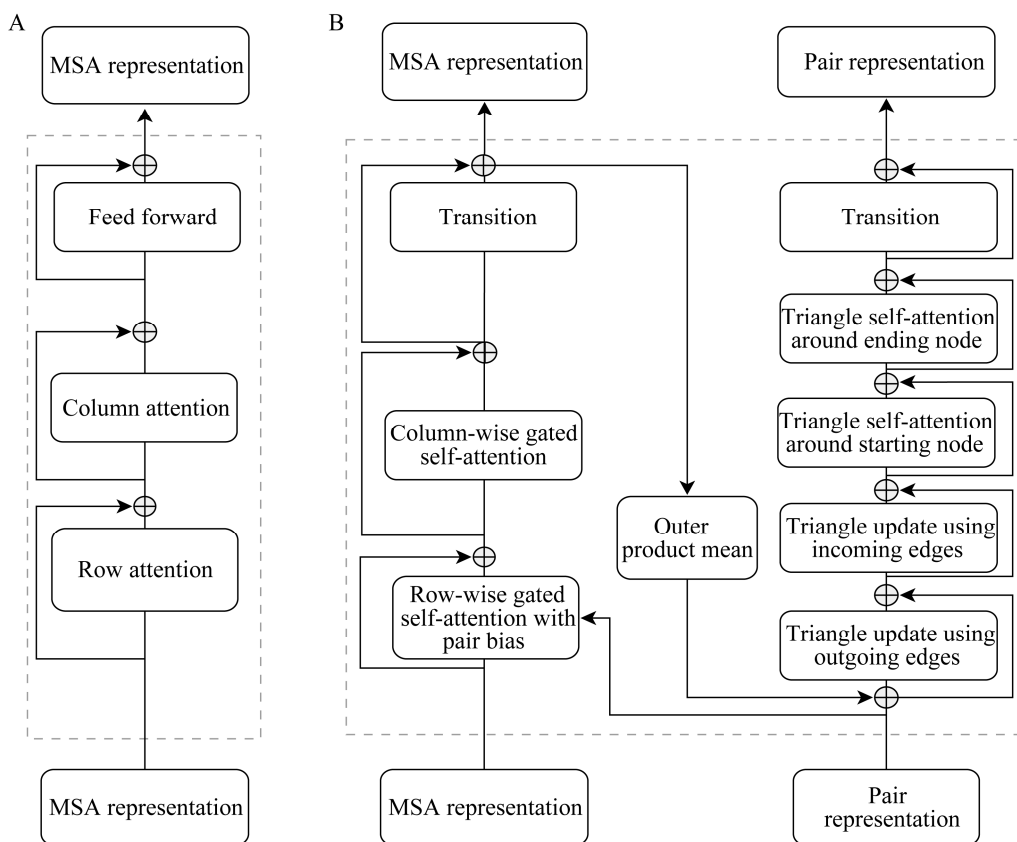 A
MSA representation
Feed forward
Column attention
Row attention
MSA representation
B
MSA representation
Transition
Column-wise gated
self-attention
Row-wise gated
self-attention with
pair bias
MSA representation
Outer
product mean
Pair representation
Transition
Triangle self-attention
around ending node
Triangle self-attention
around starting node
Triangle update using
incoming edges
Triangle update using
outgoing edges
Pair
representation